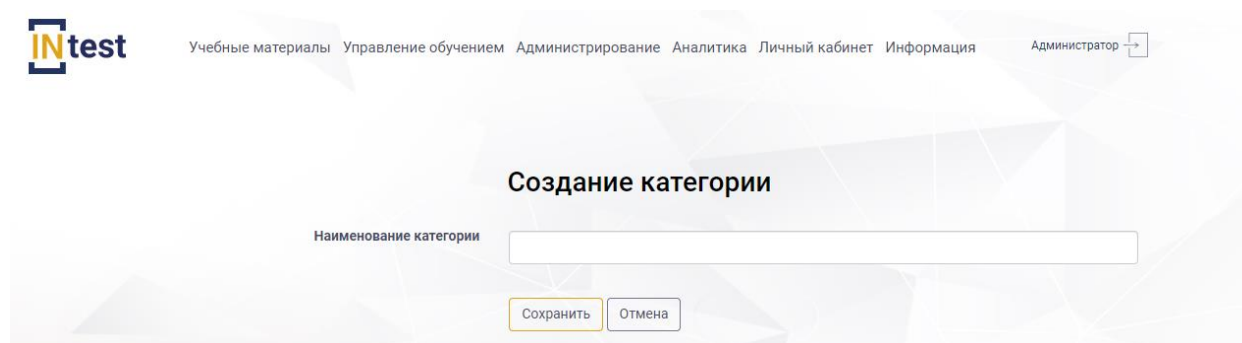 INtest
Учебные материалы Управление обучением Администрирование Аналитика Личный кабинет Информация Администратор
Создание категории
Наименование категории
Сохранить Отмена